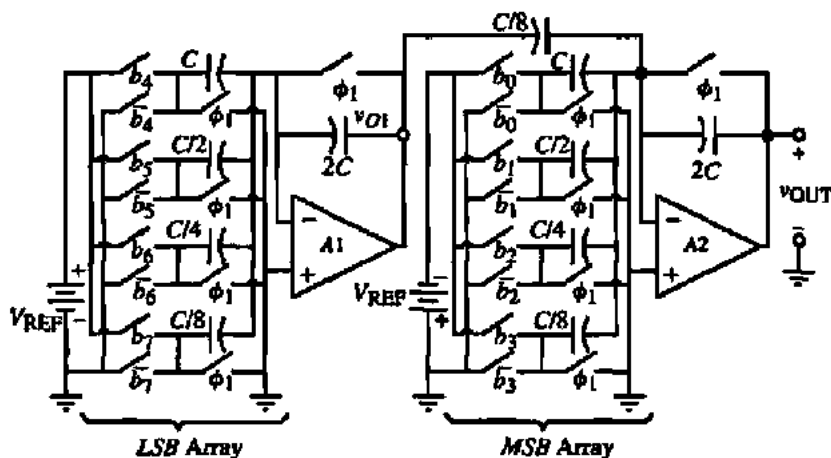 C/8
C
b4
ϕ1
b̅4
ϕ1
vO1
C/2
2C
b5
b̅5
ϕ1
C/4
b6
b̅6
ϕ1
A1
−
+
VREF
+
−
C/8
b7
b̅7
ϕ1
LSB Array
C
b0
ϕ1
b̅0
ϕ1
C/2
2C
b1
b̅1
ϕ1
C/4
b2
b̅2
ϕ1
A2
−
+
VREF
−
+
C/8
b3
b̅3
ϕ1
+
vOUT
−
MSB Array